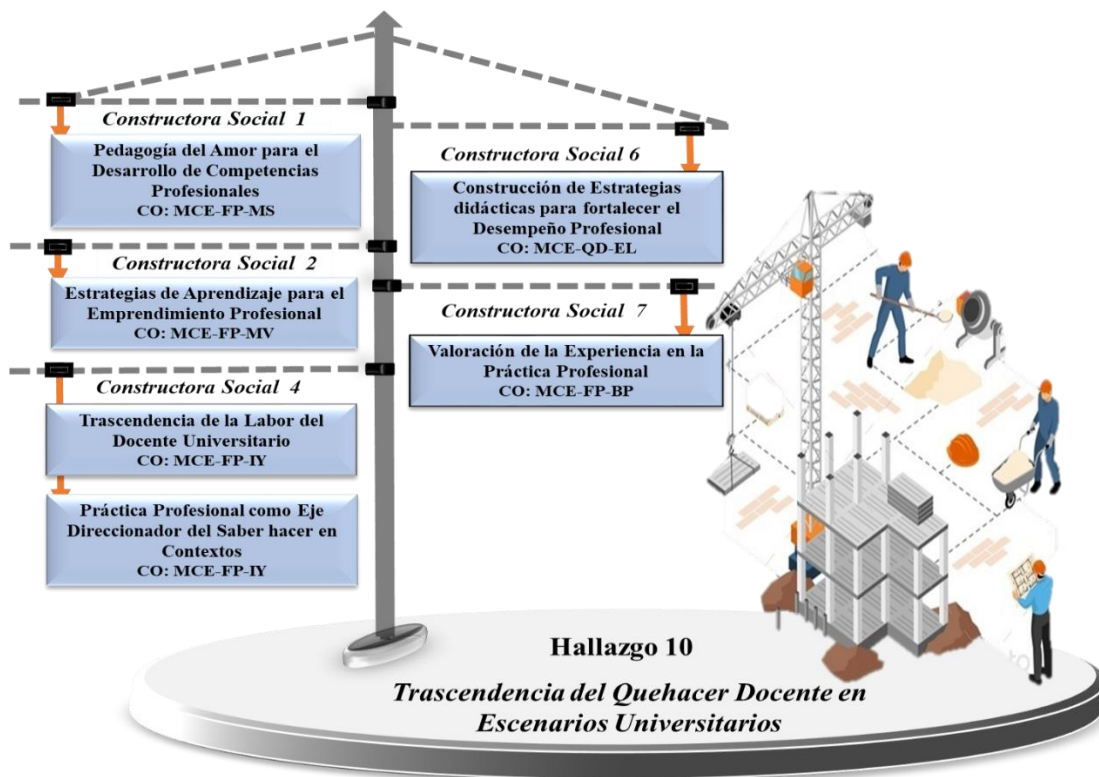 Constructora Social 1
Pedagogía del Amor para el
Desarrollo de Competencias
Profesionales
CO: MCE-FP-MS
Constructora Social 2
Estrategias de Aprendizaje para el
Emprendimiento Profesional
CO: MCE-FP-MV
Constructora Social 4
Trascendencia de la Labor del
Docente Universitario
CO: MCE-FP-IY
Práctica Profesional como Eje
Direccionador del Saber hacer en
Contextos
CO: MCE-FP-IY
Constructora Social 6
Construcción de Estrategias
didácticas para fortalecer el
Desempeño Profesional
CO: MCE-QD-EL
Constructora Social 7
Valoración de la Experiencia en la
Práctica Profesional
CO: MCE-FP-BP
Hallazgo 10
Trascendencia del Quehacer Docente en
Escenarios Universitarios